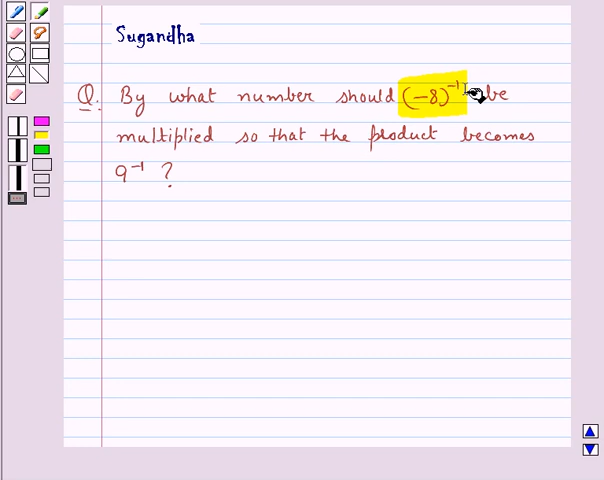 Sugandha
Q. By what number should (-8)⁻¹ be
multiplied so that the product becomes
9⁻¹ ?